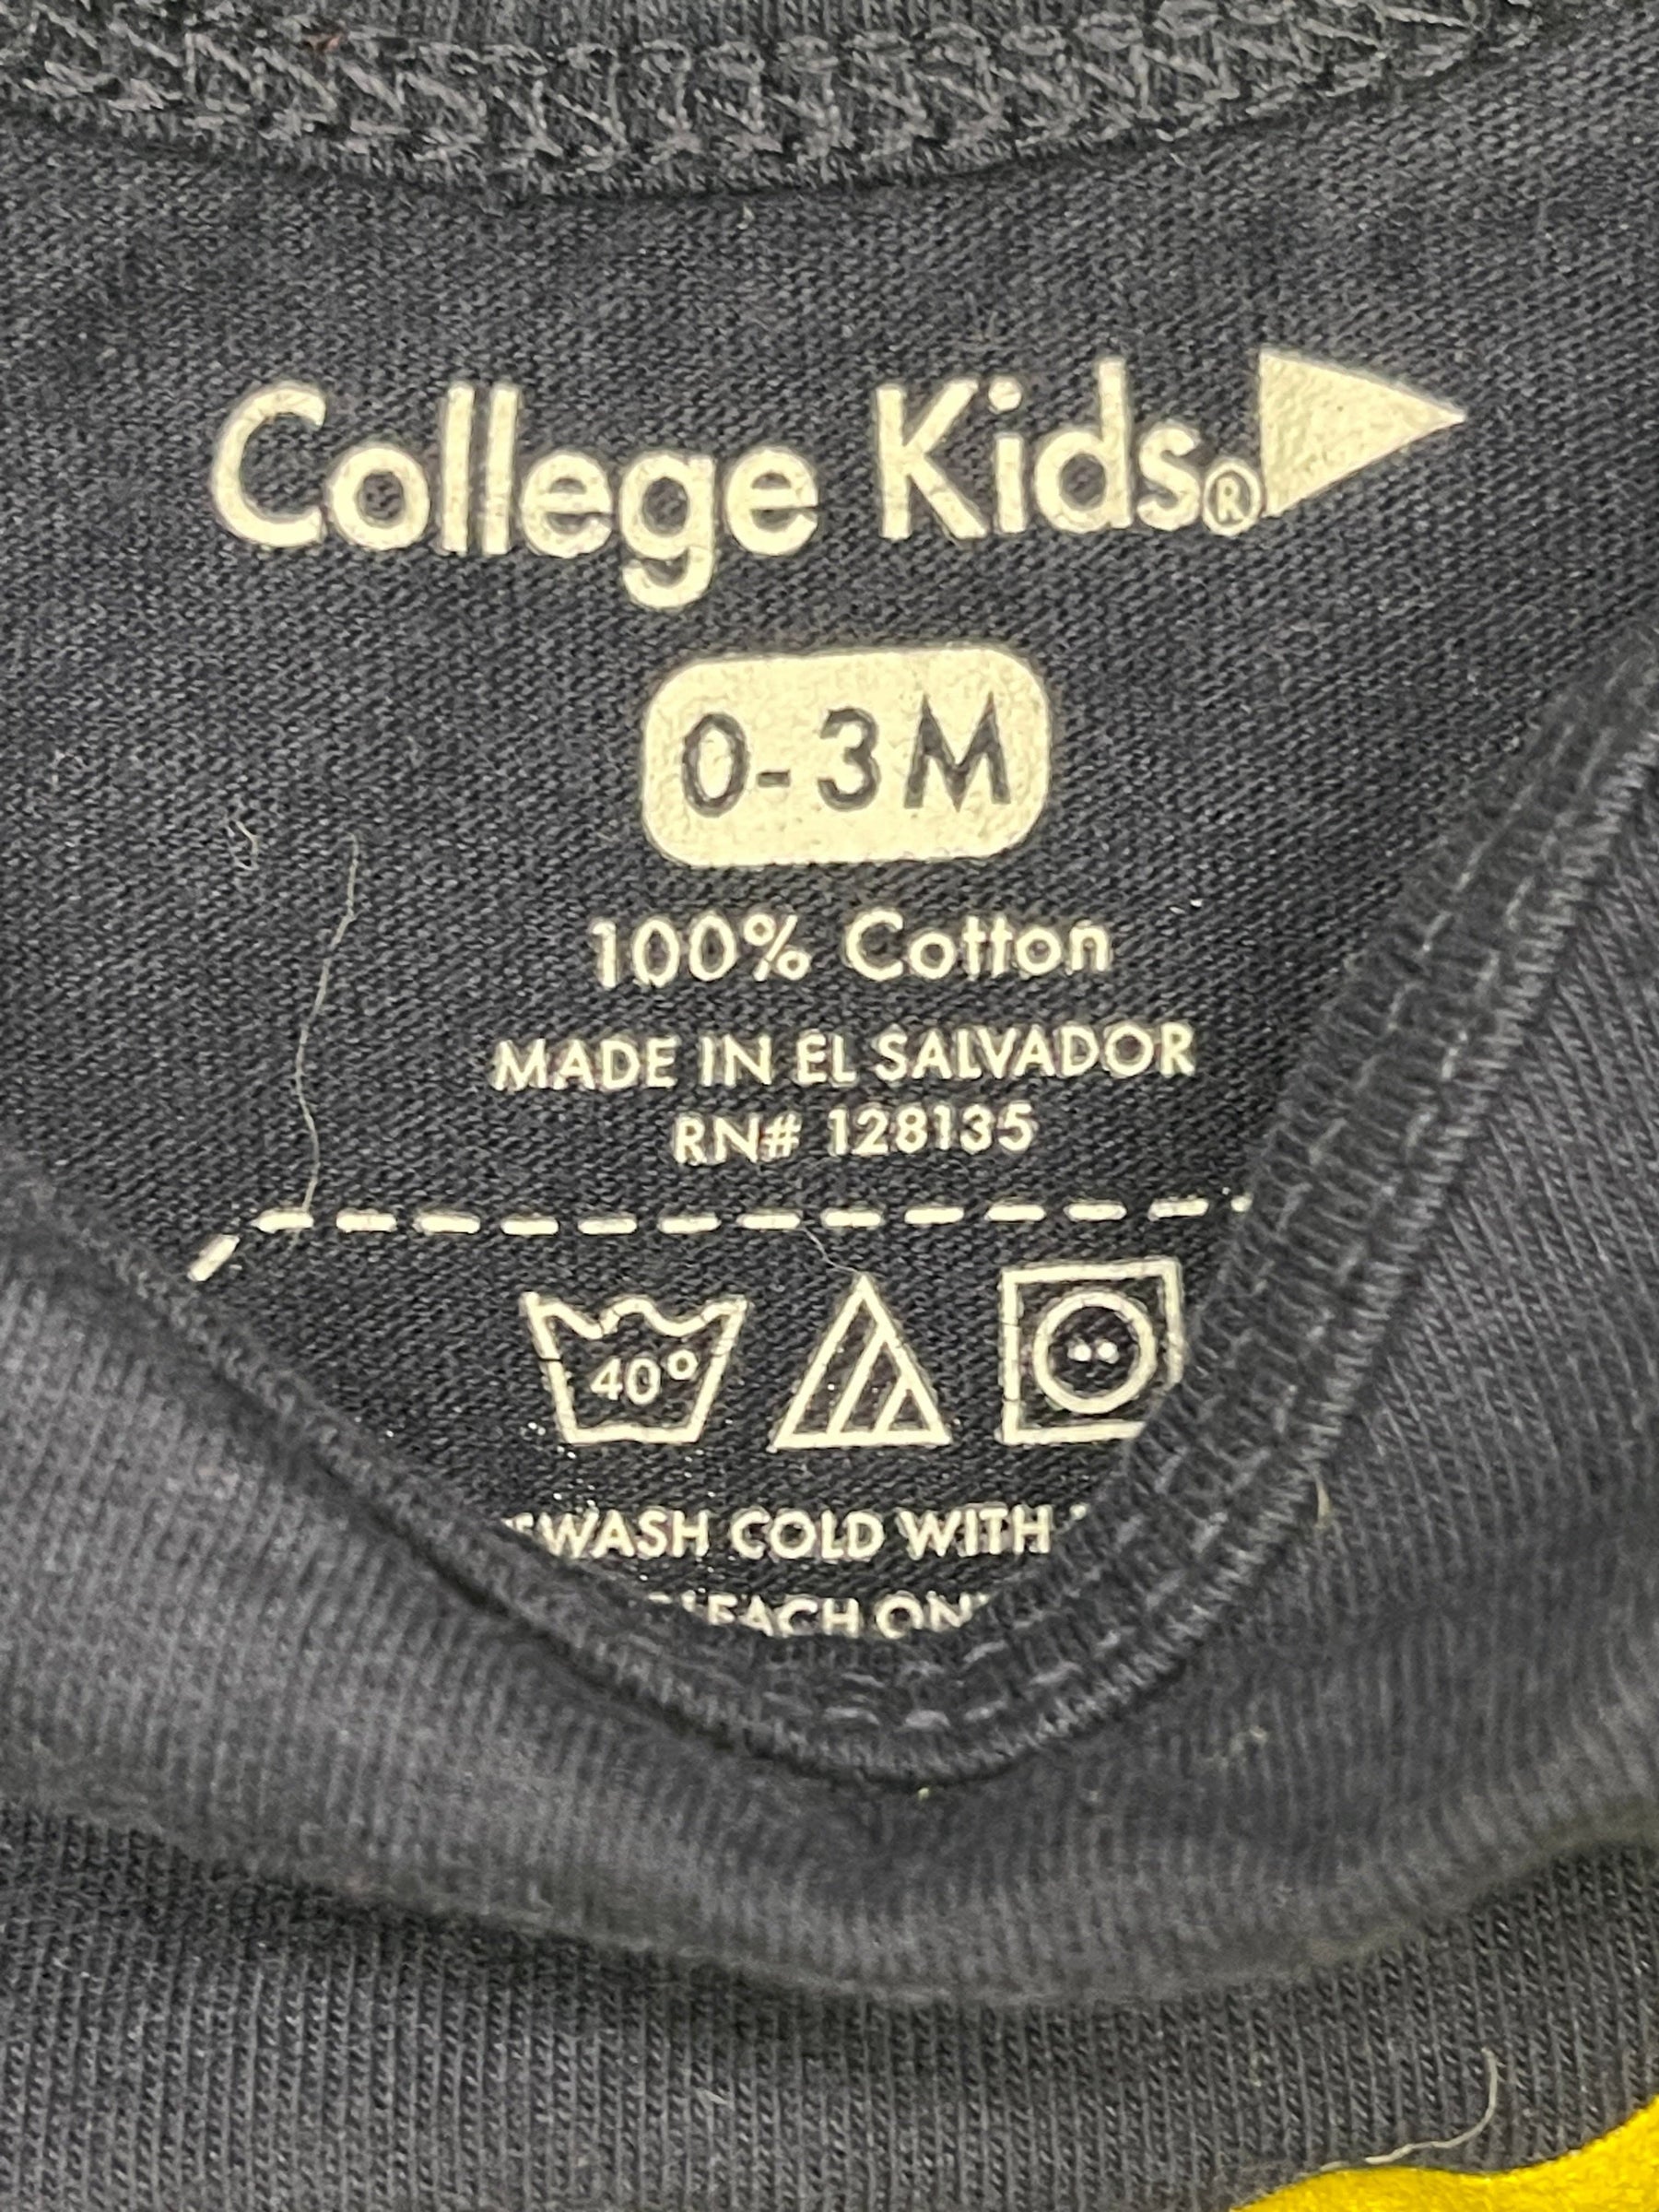 College Kids®
0-3M
100% Cotton
MADE IN EL SALVADOR
RN# 128135
40°
WASH COLD WITH